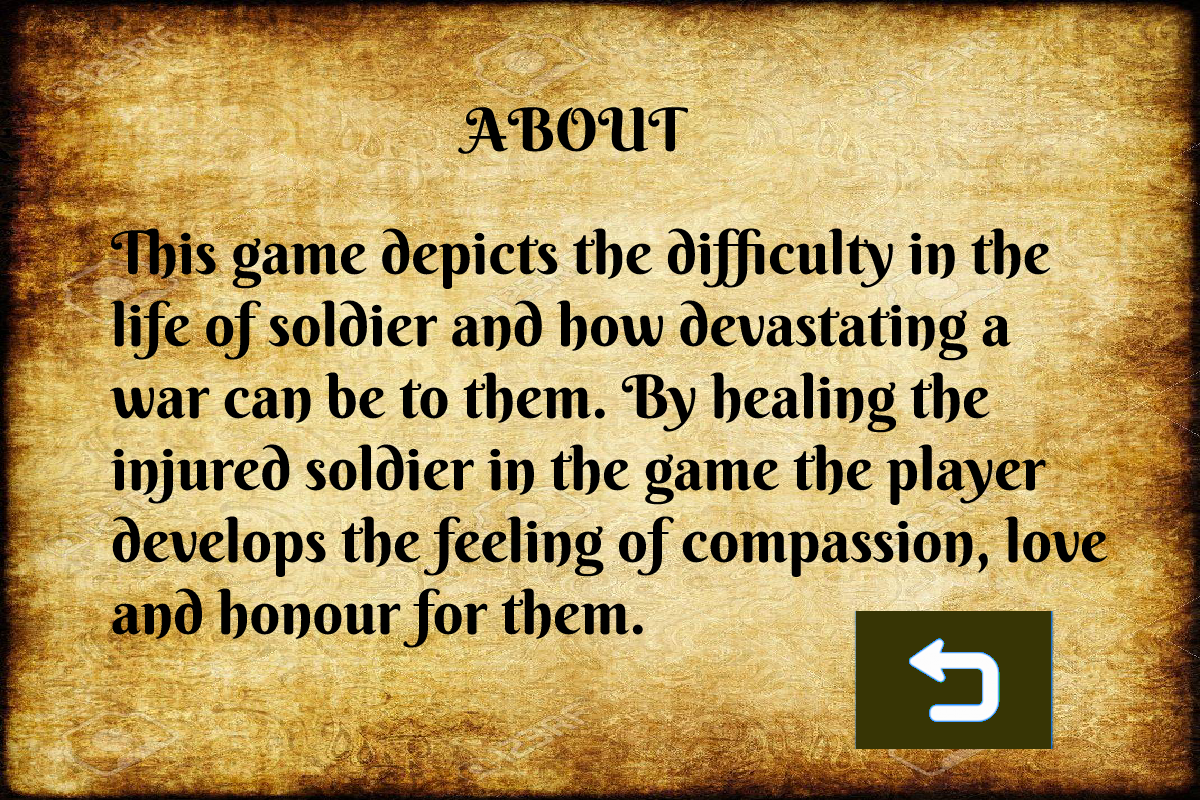 ABOUT
This game depicts the difficulty in the
life of soldier and how devastating a
war can be to them. By healing the
injured soldier in the game the player
develops the feeling of compassion, love
and honour for them.